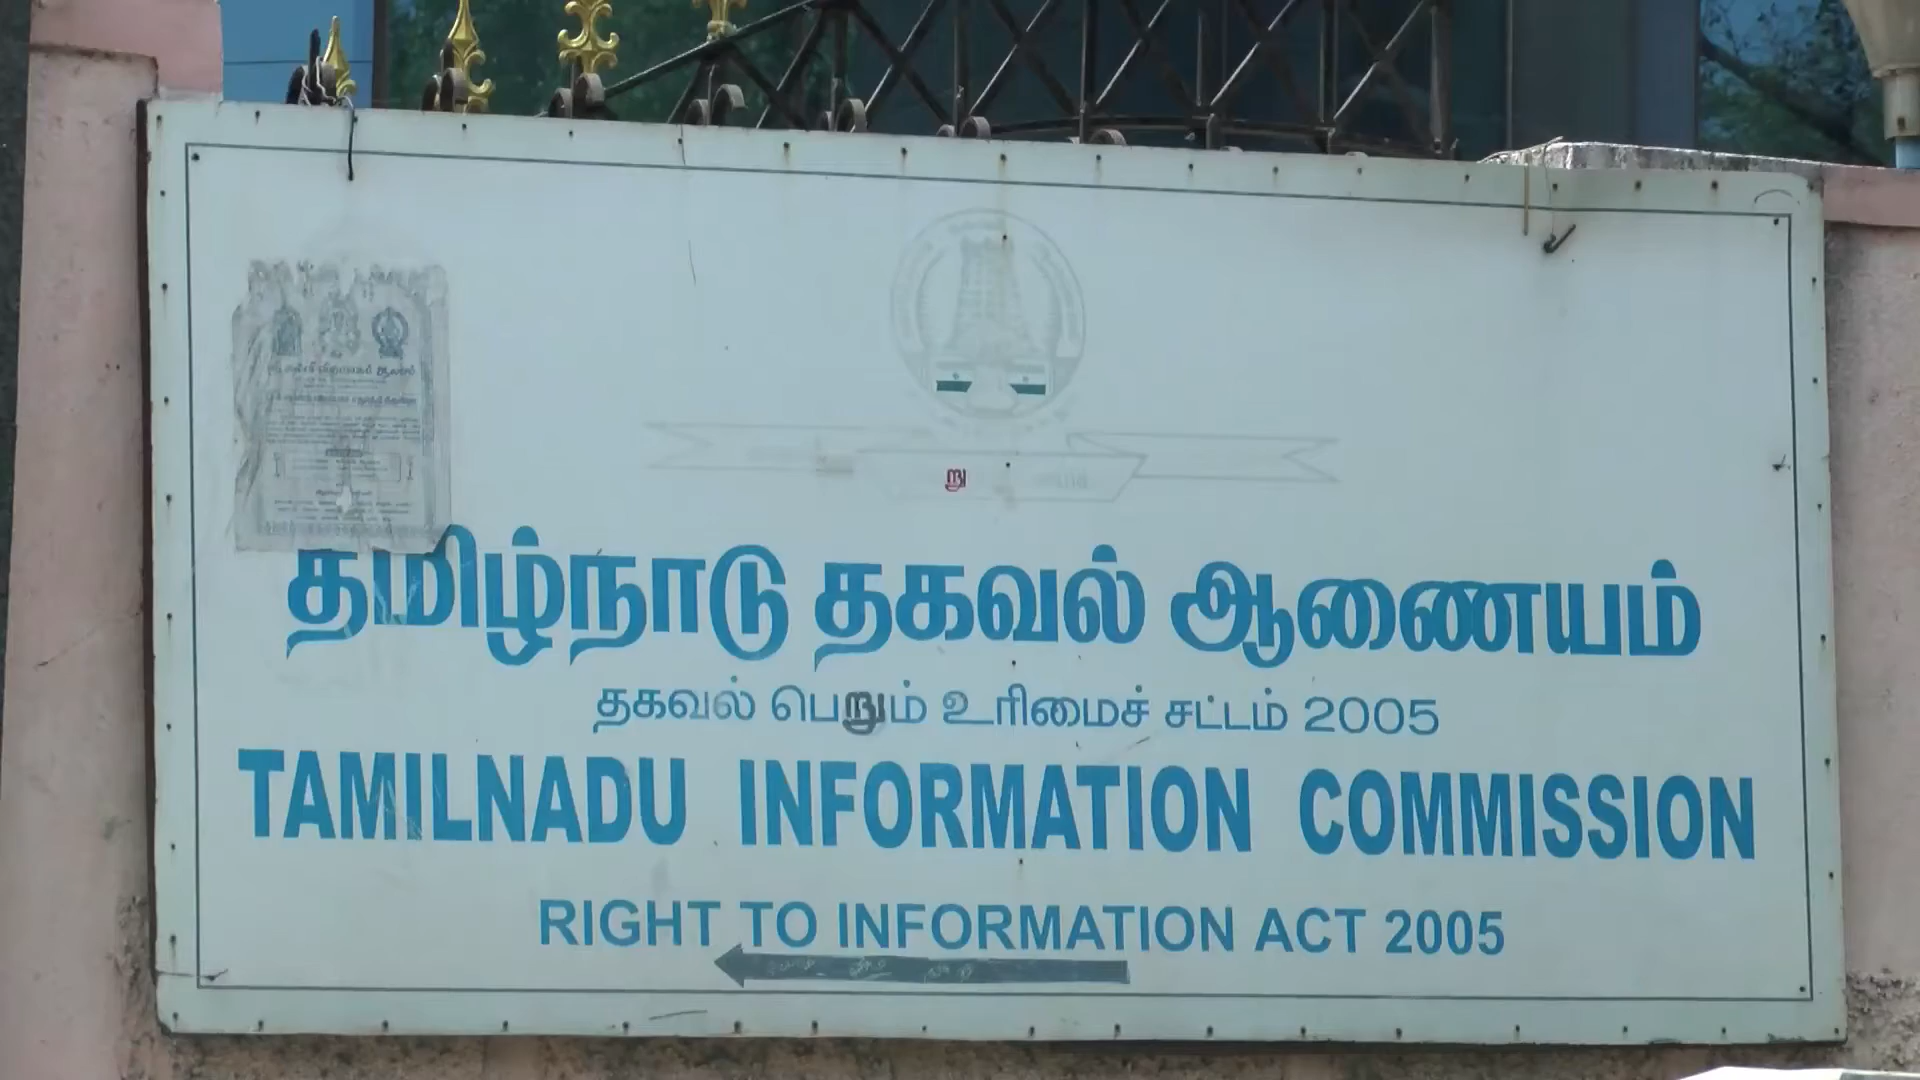 று
தமிழ்நாடு தகவல் ஆணையம்
தகவல் பெறும் உரிமைச் சட்டம் 2005
TAMILNADU INFORMATION COMMISSION
RIGHT TO INFORMATION ACT 2005